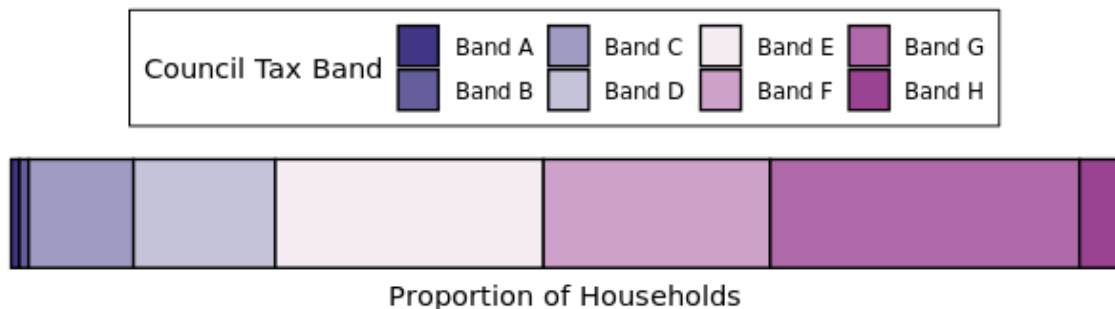 Council Tax Band
Band A
Band C
Band E
Band G
Band B
Band D
Band F
Band H
Proportion of Households